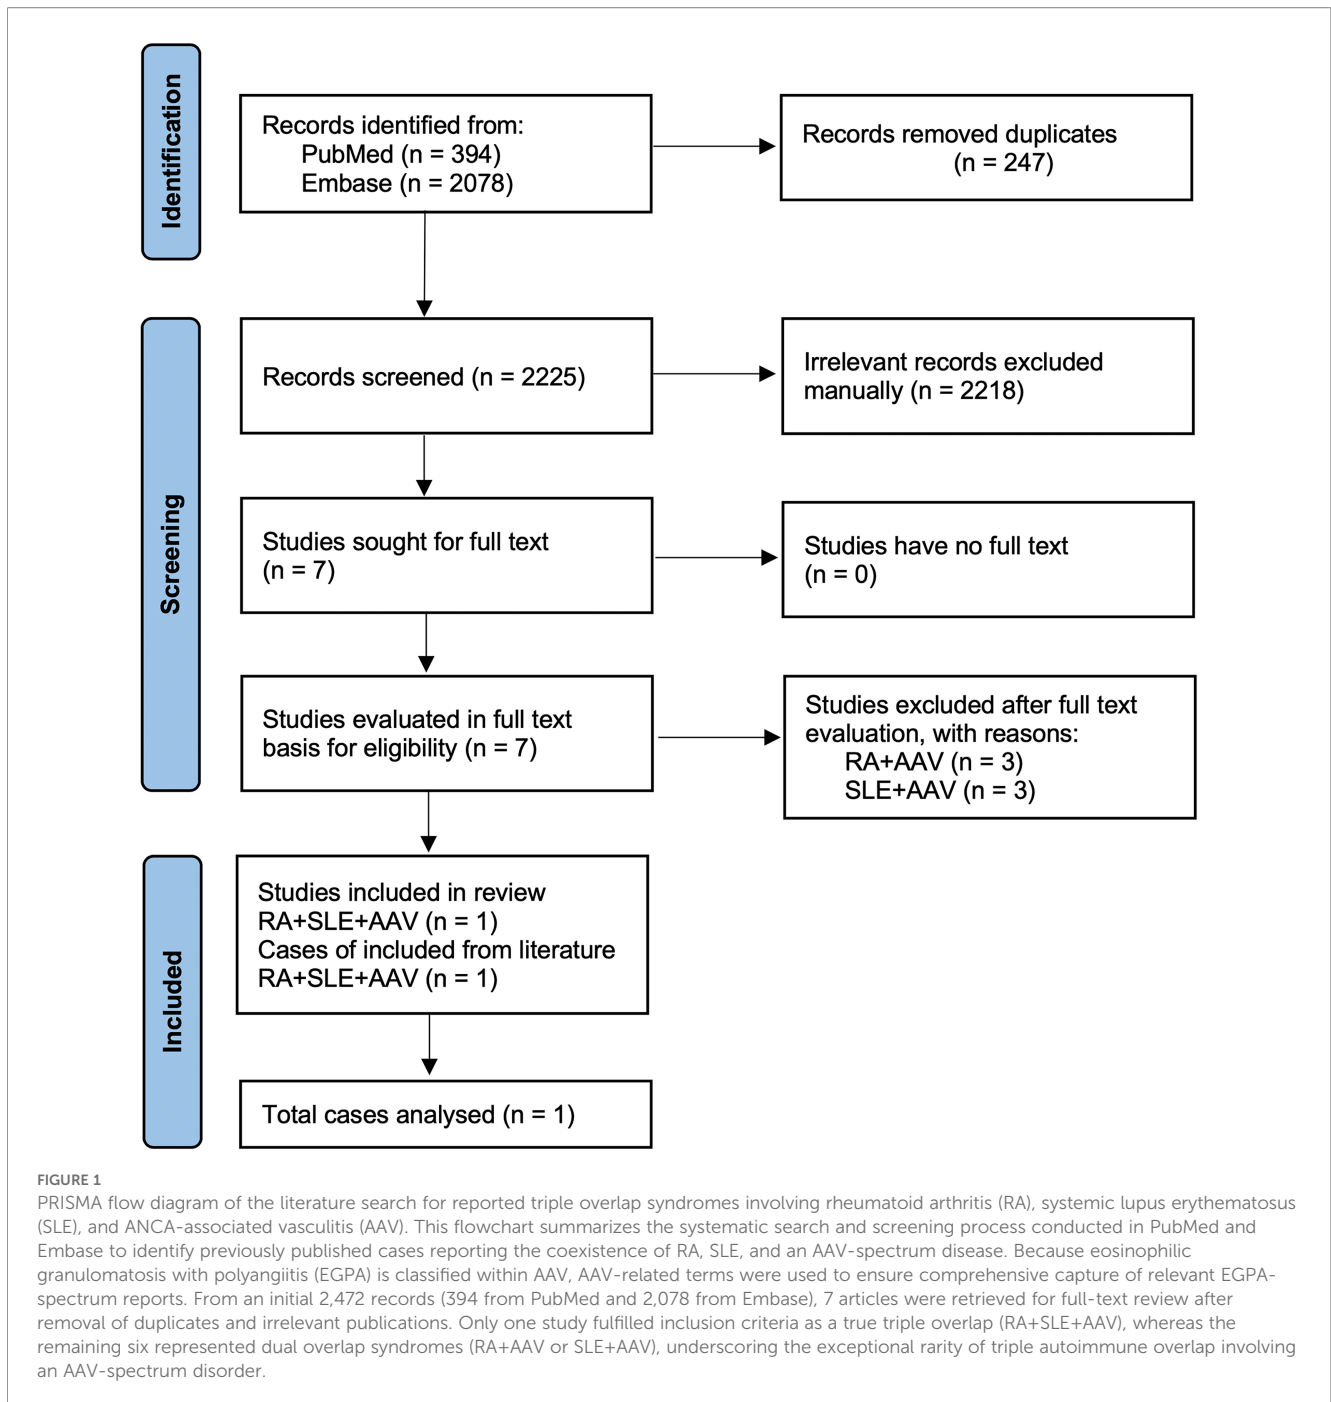 Identification
Records identified from:
PubMed (n = 394)
Embase (n = 2078)
Records removed duplicates
(n = 247)
Screening
Records screened (n = 2225)
Irrelevant records excluded
manually (n = 2218)
Studies sought for full text
(n = 7)
Studies have no full text
(n = 0)
Studies evaluated in full text
basis for eligibility (n = 7)
Studies excluded after full text
evaluation, with reasons:
RA+AAV (n = 3)
SLE+AAV (n = 3)
Included
Studies included in review
RA+SLE+AAV (n = 1)
Cases of included from literature
RA+SLE+AAV (n = 1)
Total cases analysed (n = 1)
FIGURE 1
PRISMA flow diagram of the literature search for reported triple overlap syndromes involving rheumatoid arthritis (RA), systemic lupus erythematosus
(SLE), and ANCA-associated vasculitis (AAV). This flowchart summarizes the systematic search and screening process conducted in PubMed and
Embase to identify previously published cases reporting the coexistence of RA, SLE, and an AAV-spectrum disease. Because eosinophilic
granulomatosis with polyangiitis (EGPA) is classified within AAV, AAV-related terms were used to ensure comprehensive capture of relevant EGPA-
spectrum reports. From an initial 2,472 records (394 from PubMed and 2,078 from Embase), 7 articles were retrieved for full-text review after
removal of duplicates and irrelevant publications. Only one study fulfilled inclusion criteria as a true triple overlap (RA+SLE+AAV), whereas the
remaining six represented dual overlap syndromes (RA+AAV or SLE+AAV), underscoring the exceptional rarity of triple autoimmune overlap involving
an AAV-spectrum disorder.